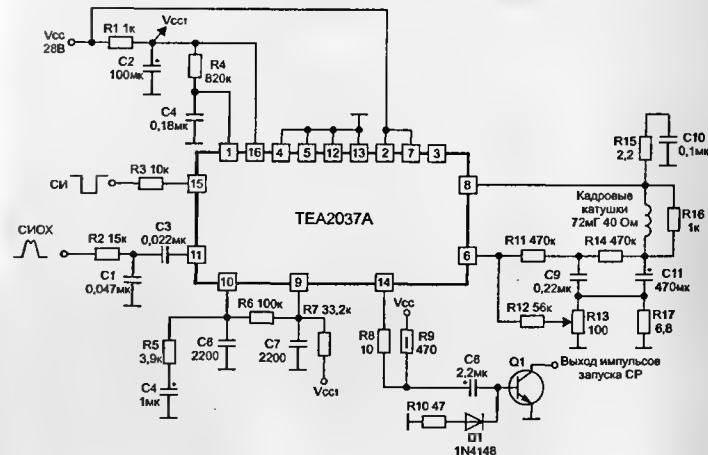 Vcc
28В
R1 1к
Vcc1
C2
100мк
R4
820к
C4
0,18мк
1
16
4
5
12
13
2
7
3
R15
2,2
C10
0,1мк
СИ
R3 10к
15
TEA2037A
8
Кадровые
катушки
72мГ 40 Ом
R16
1к
СИОХ
R2 15к
C3
0,022мк
11
C1
0,047мк
6
R11 470к
R14 470к
C9
0,22мк
C11
470мк
R12 56к
R13
100
R17
6,8
10
9
14
R6 100к
R7 33,2к
R5
3,9к
C6
2200
C7
2200
C4
1мк
Vcc1
Vcc
R8
10
R9
470
C8
2,2мк
Q1
Выход импульсов
запуска СР
R10 47
D1
1N4148